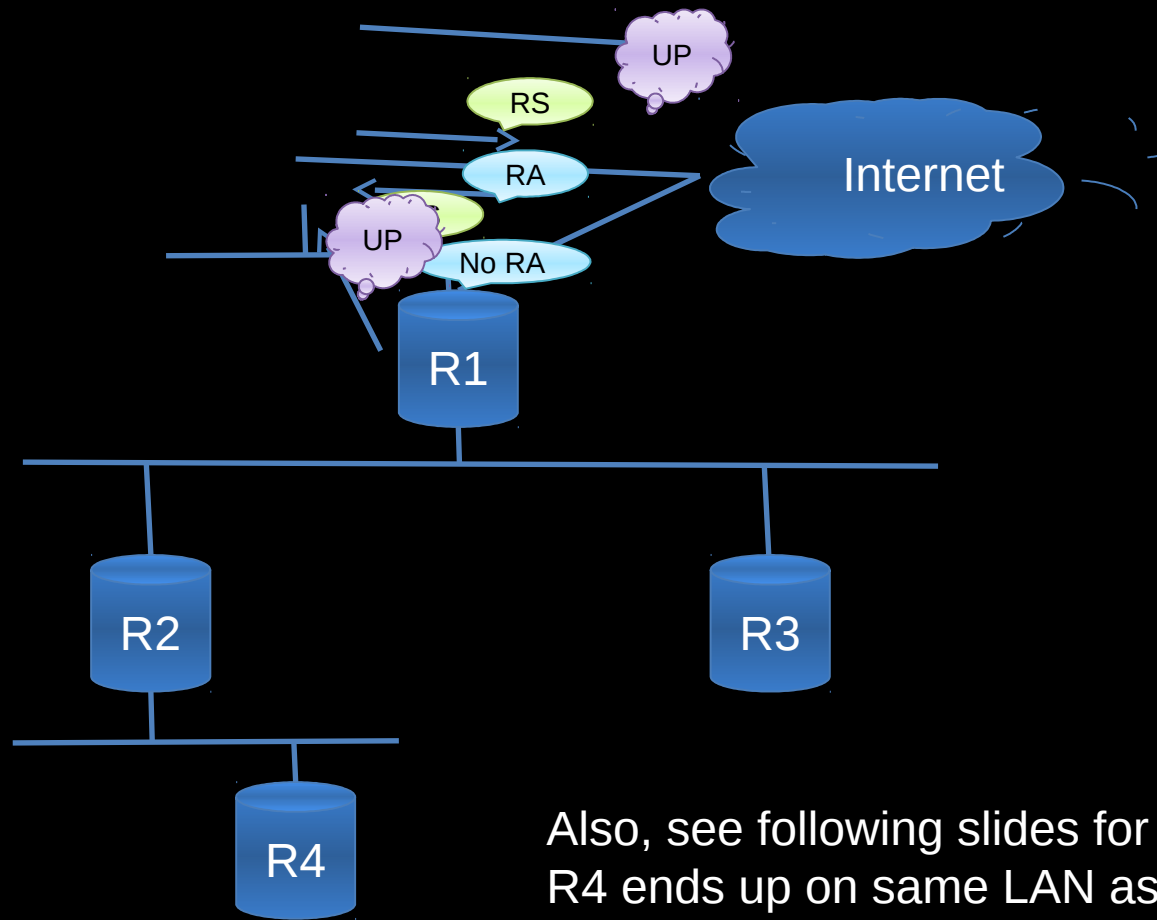 UP
RS
Internet
RA
UP
No RA
R1
R2
R3
R4
Also, see following slides for
R4 ends up on same LAN as